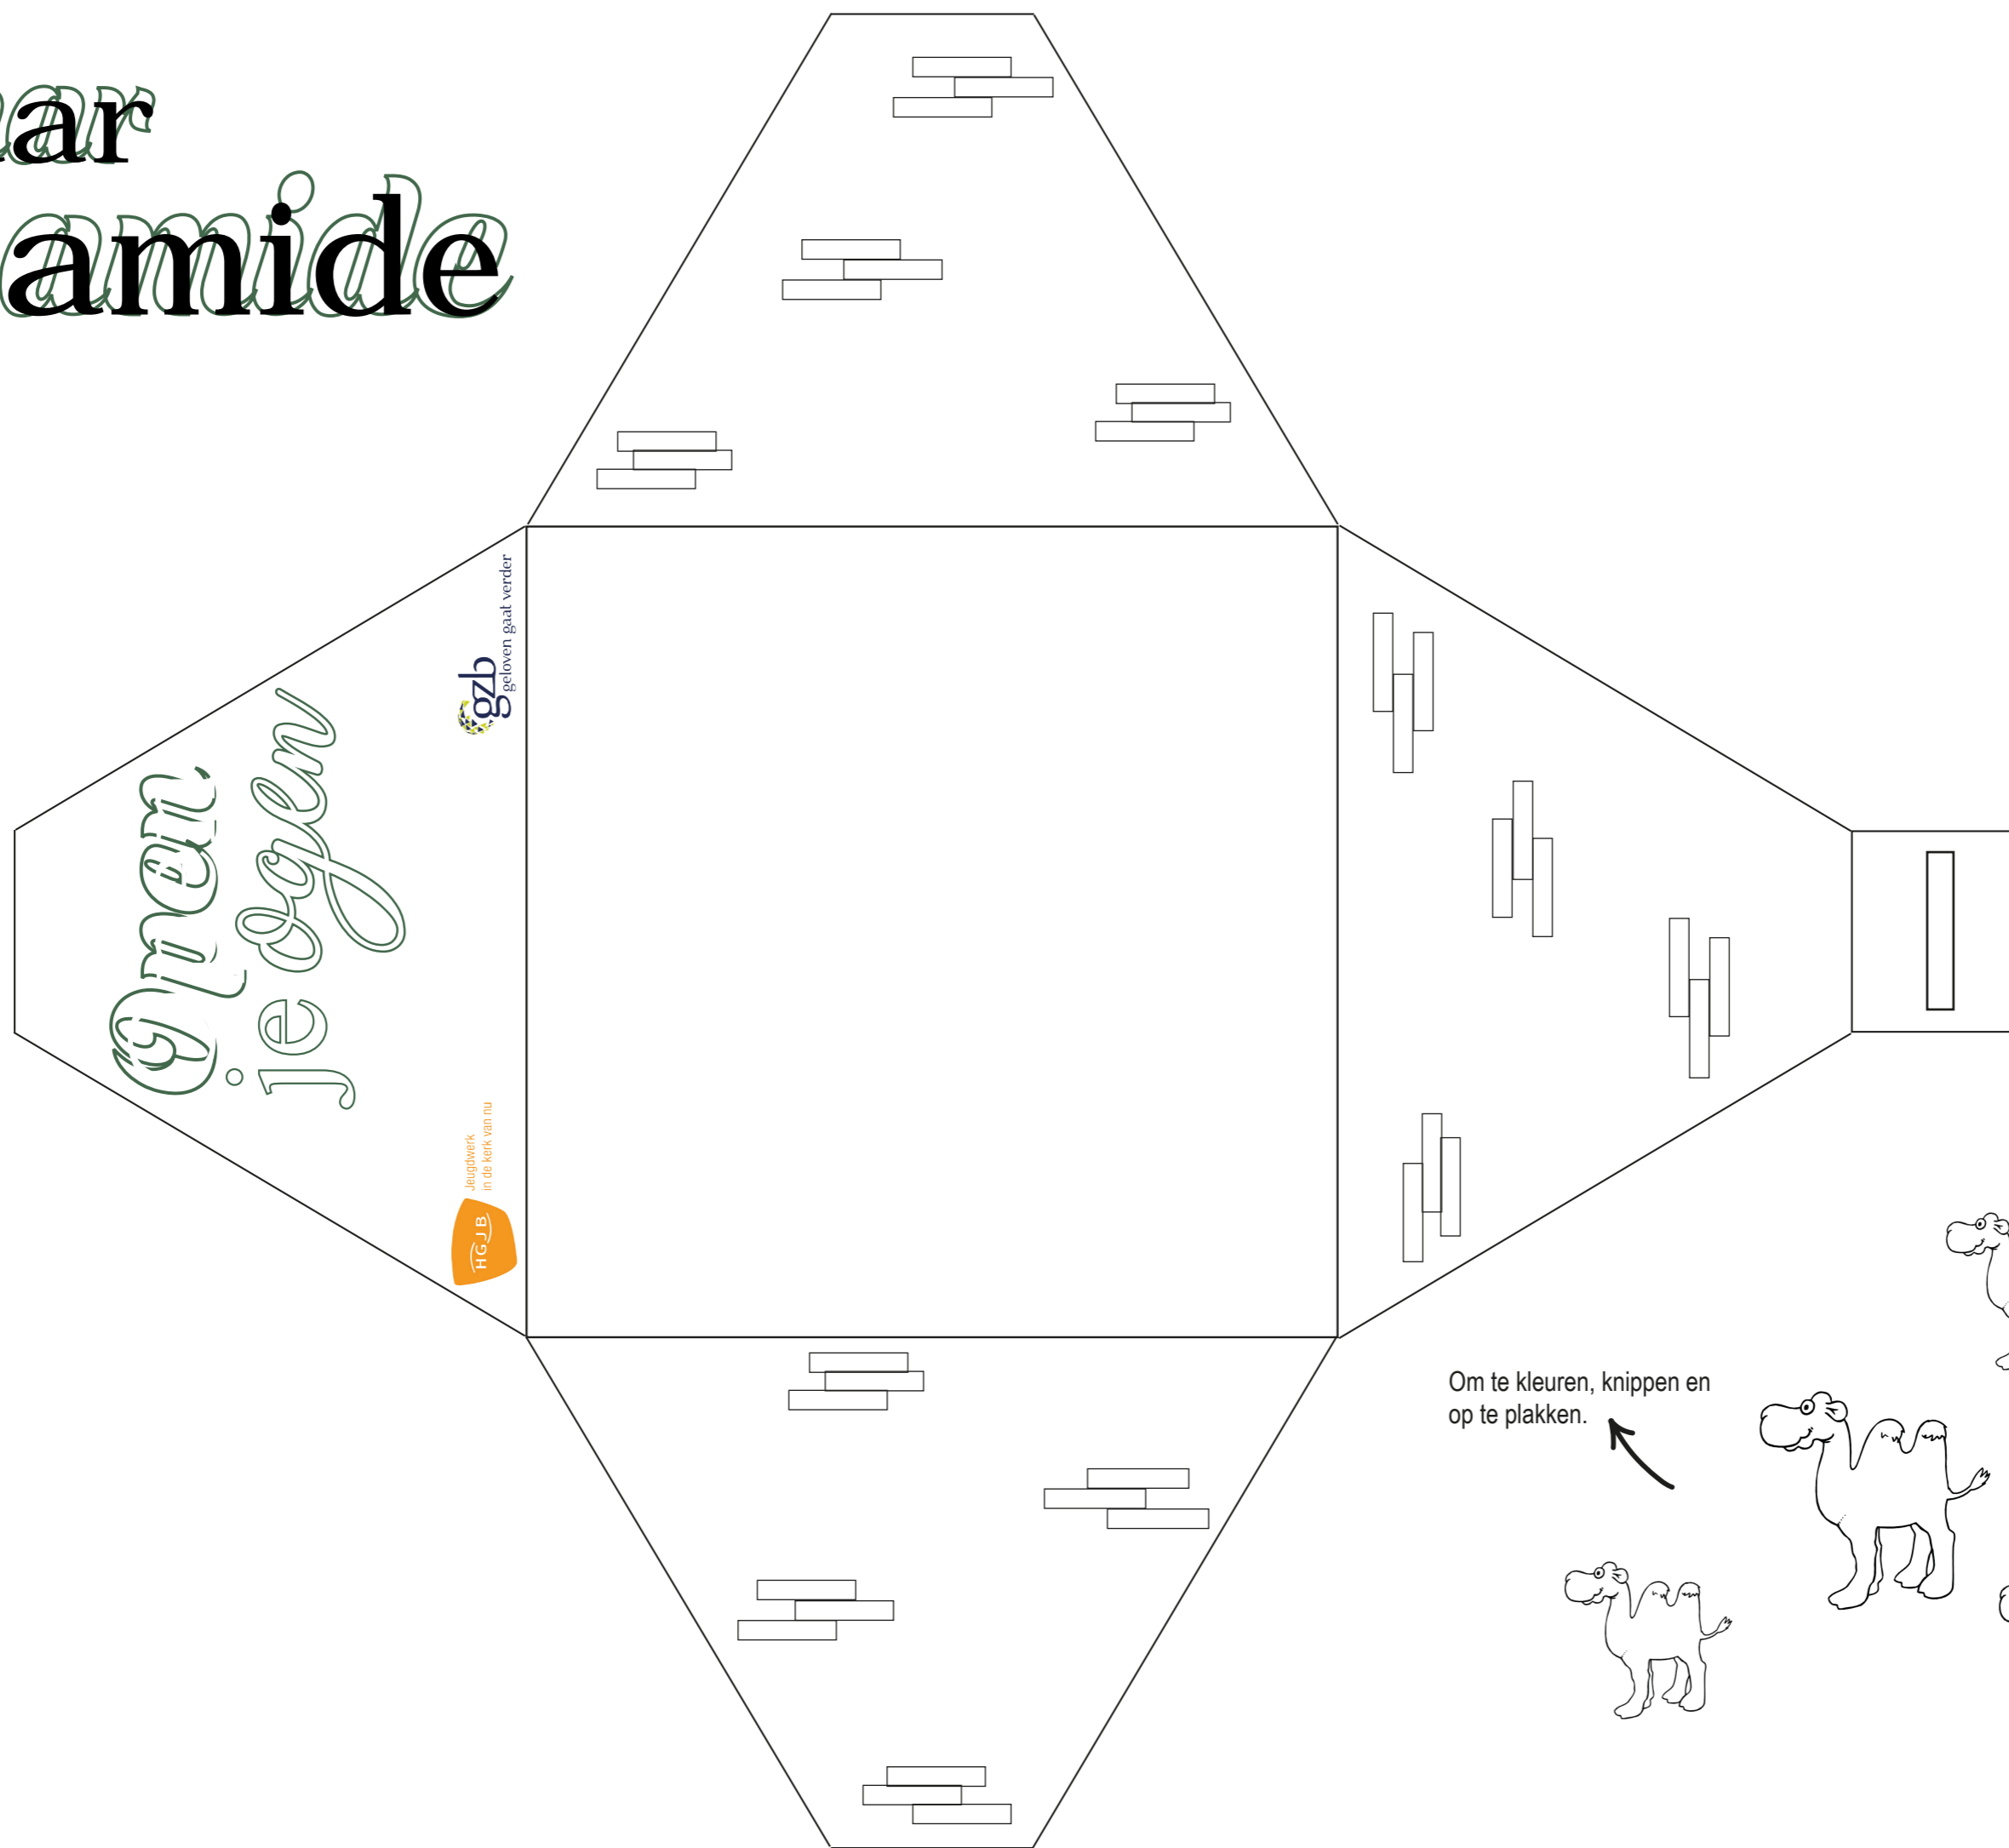 ar
amide
Open
je ogen
gzb
geloven gaat verder
HGJB
Jeugdwerk
in de kerk van nu
Om te kleuren, knippen en
op te plakken.